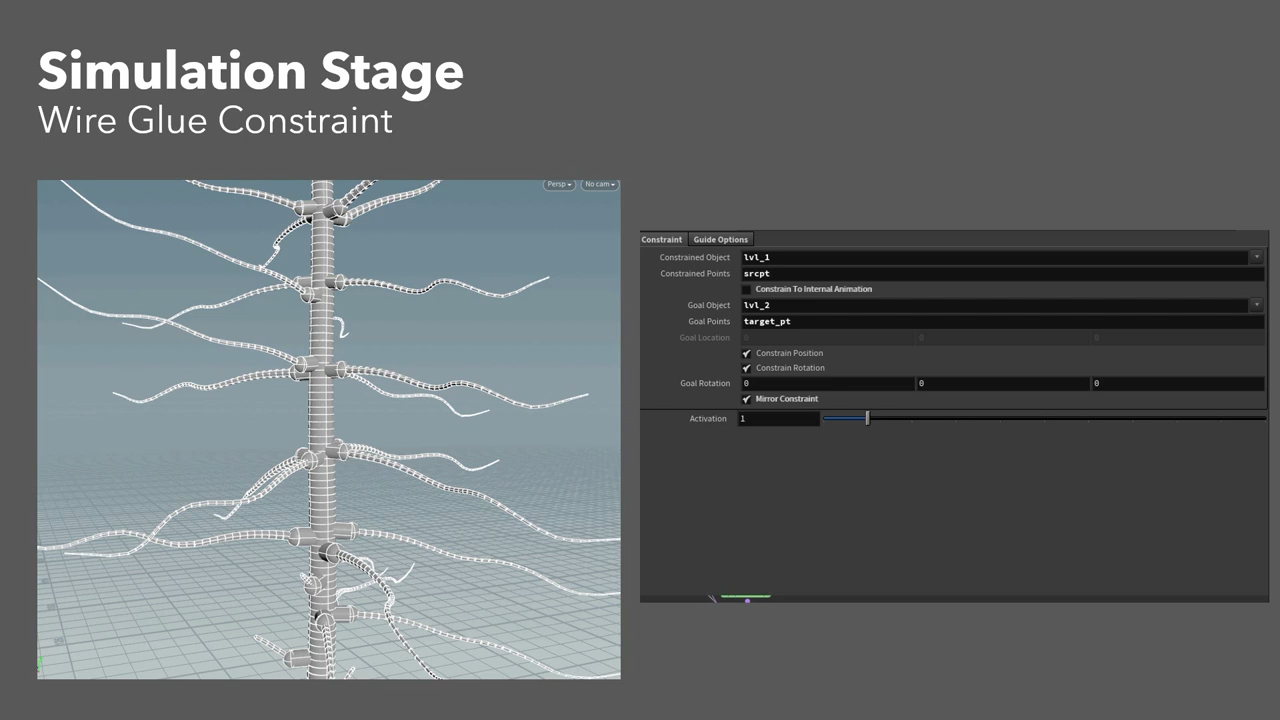 Simulation Stage
Wire Glue Constraint
Persp No cam
Constraint Guide Options
Constrained Object lvl_1
Constrained Points srcpt
Constrain To Internal Animation
Goal Object lvl_2
Goal Points target_pt
Goal Location 0 0 0
Constrain Position
Constrain Rotation
Goal Rotation 0 0 0
Mirror Constraint
Activation 1